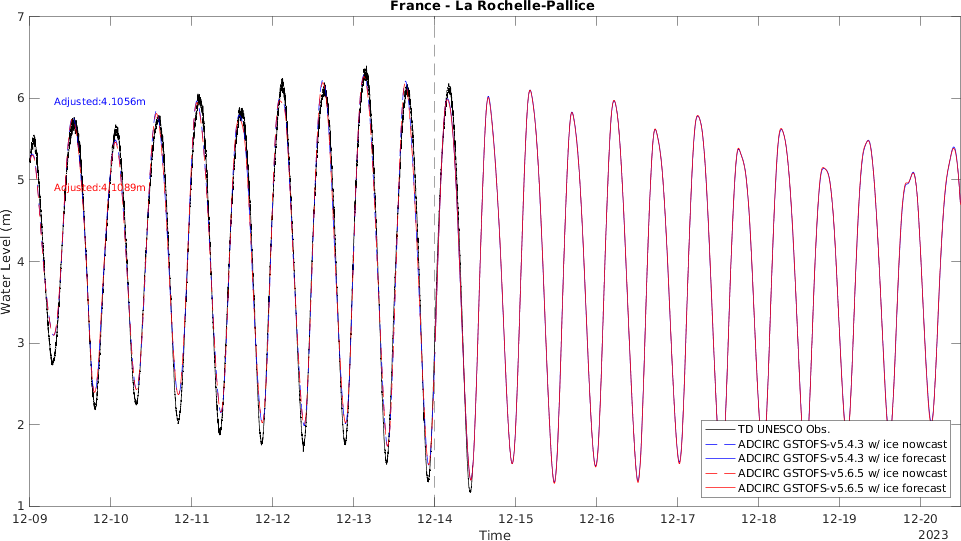 France - La Rochelle-Pallice
7
6
5
4
3
2
1
Water Level (m)
Adjusted:4.1056m
Adjusted:4.1089m
TD UNESCO Obs.
ADCIRC GSTOFS-v5.4.3 w/ ice nowcast
ADCIRC GSTOFS-v5.4.3 w/ ice forecast
ADCIRC GSTOFS-v5.6.5 w/ ice nowcast
ADCIRC GSTOFS-v5.6.5 w/ ice forecast
12-09 12-10 12-11 12-12 12-13 12-14 12-15 12-16 12-17 12-18 12-19 12-20
Time
2023